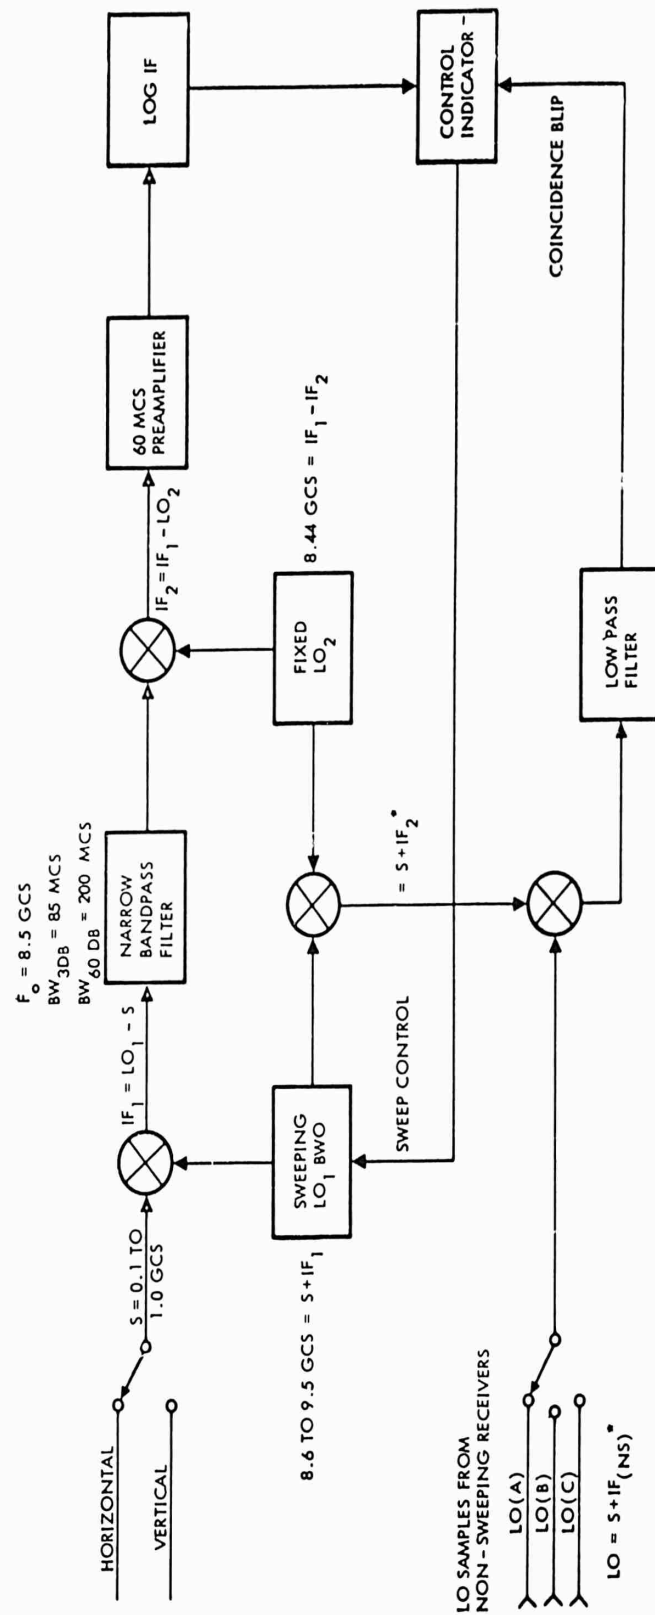 HORIZONTAL
VERTICAL
S = 0.1 TO
1.0 GCS
IF1 = LO1 - S
F0 = 8.5 GCS
BW3DB = 85 MCS
BW60 DB = 200 MCS
NARROW
BANDPASS
FILTER
IF2 = IF1 - LO2
60 MCS
PREAMPLIFIER
LOG IF
8.6 TO 9.5 GCS = S+IF1
SWEEPING
LO1 BWO
FIXED
LO2
8.44 GCS = IF1 - IF2
CONTROL
INDICATOR -
SWEEP CONTROL
= S+IF2*
COINCIDENCE BLIP
LO SAMPLES FROM
NON-SWEEPING RECEIVERS
LO(A)
LO(B)
LO(C)
LO = S+IF(NS)*
LOW PASS
FILTER